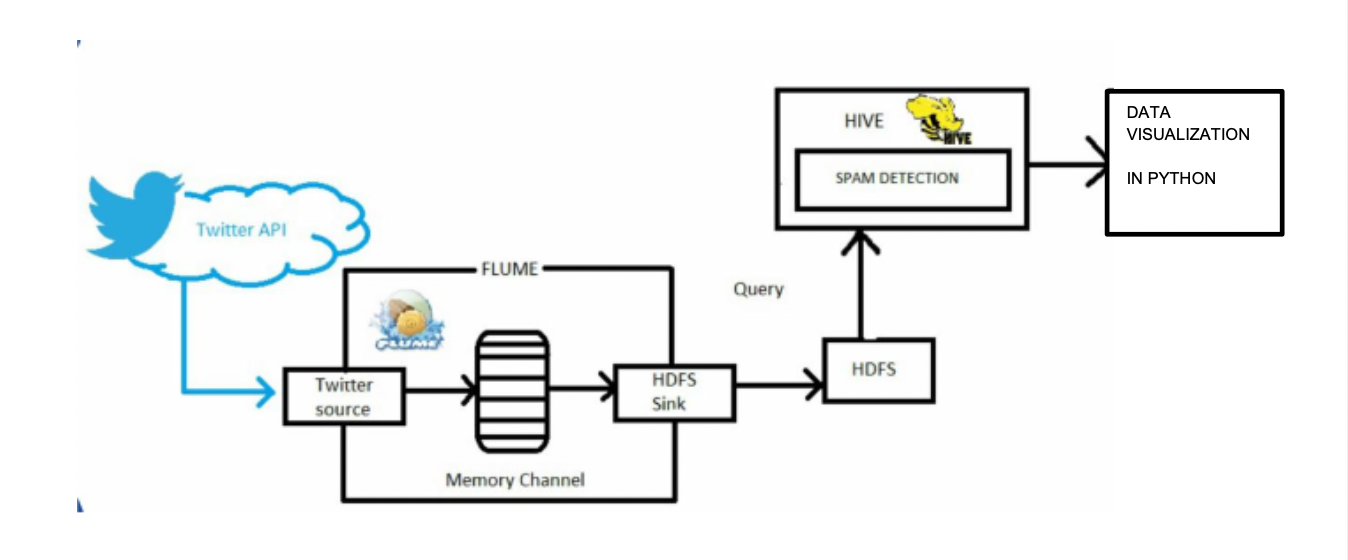 Twitter API
FLUME
FLUME
Twitter
source
HDFS
Sink
Memory Channel
Query
HDFS
HIVE
HIVE
SPAM DETECTION
DATA
VISUALIZATION
IN PYTHON